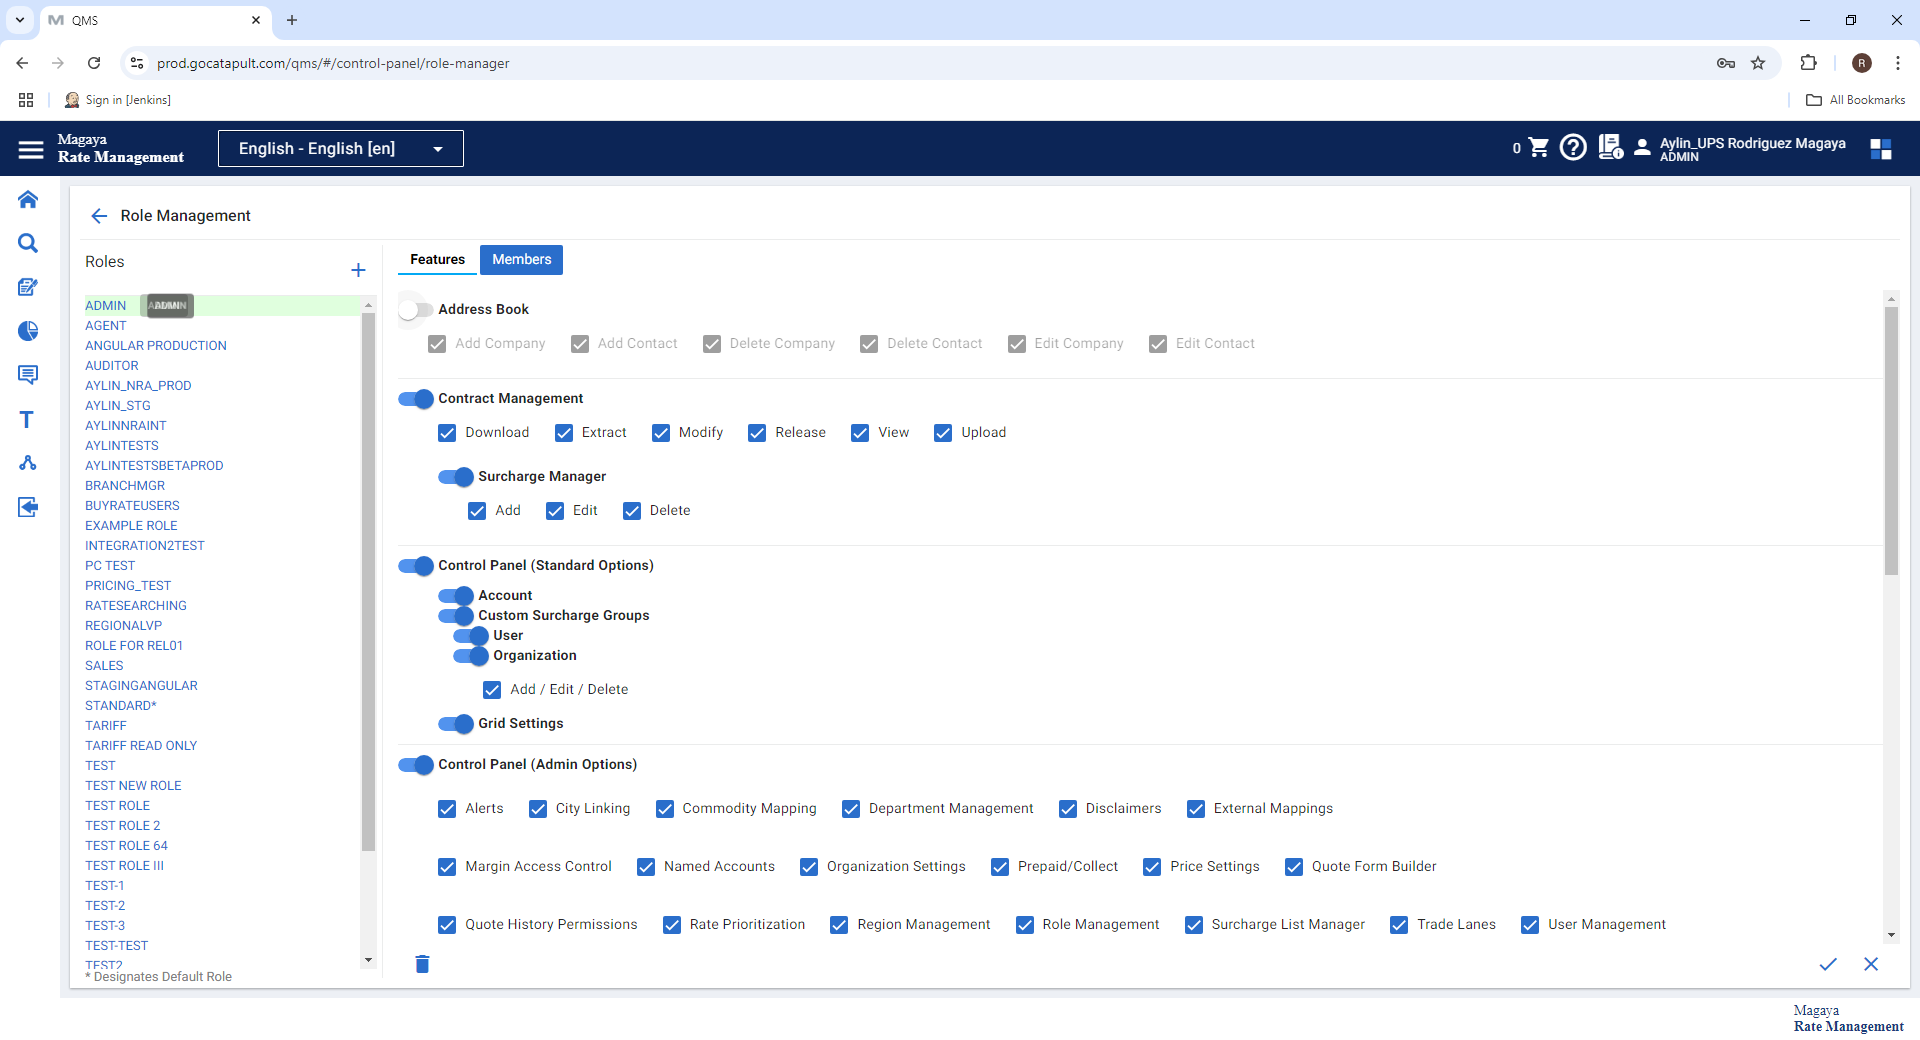 QMS
prod.gocatapult.com/qms/#/control-panel/role-manager
R
Sign in [Jenkins]
All Bookmarks
Magaya
Rate Management
English - English [en]
0
Aylin_UPS Rodriguez Magaya
ADMIN
Role Management
Roles
ADMIN
ADMIN
AGENT
ANGULAR PRODUCTION
AUDITOR
AYLIN_NRA_PROD
AYLIN_STG
AYLINNRAINT
AYLINTESTS
AYLINTESTSBETAPROD
BRANCHMGR
BUYRATEUSERS
EXAMPLE ROLE
INTEGRATION2TEST
PC TEST
PRICING_TEST
RATESEARCHING
REGIONALVP
ROLE FOR REL01
SALES
STAGINGANGULAR
STANDARD*
TARIFF
TARIFF READ ONLY
TEST
TEST NEW ROLE
TEST ROLE
TEST ROLE 2
TEST ROLE 64
TEST ROLE III
TEST-1
TEST-2
TEST-3
TEST-TEST
TEST2
* Designates Default Role
Features Members
Address Book
Add Company Add Contact Delete Company Delete Contact Edit Company Edit Contact
Contract Management
Download Extract Modify Release View Upload
Surcharge Manager
Add Edit Delete
Control Panel (Standard Options)
Account
Custom Surcharge Groups
User
Organization
Add / Edit / Delete
Grid Settings
Control Panel (Admin Options)
Alerts City Linking Commodity Mapping Department Management Disclaimers External Mappings
Margin Access Control Named Accounts Organization Settings Prepaid/Collect Price Settings Quote Form Builder
Quote History Permissions Rate Prioritization Region Management Role Management Surcharge List Manager Trade Lanes User Management
Magaya
Rate Management